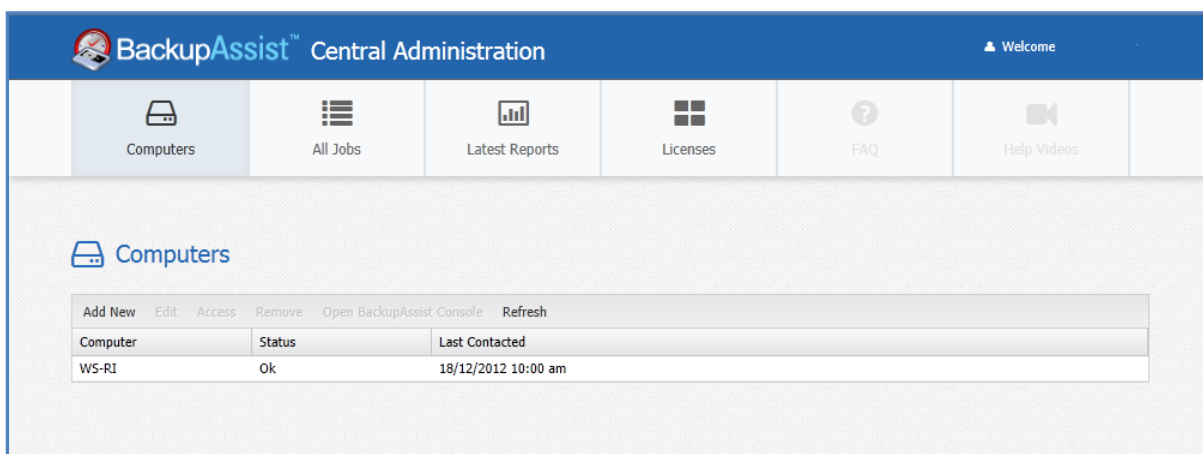 BackupAssist™ Central Administration
Welcome
Computers
All Jobs
Latest Reports
Licenses
FAQ
Help Videos
Computers
Add New Edit Access Remove Open BackupAssist Console Refresh
Computer Status Last Contacted
WS-RI Ok 18/12/2012 10:00 am